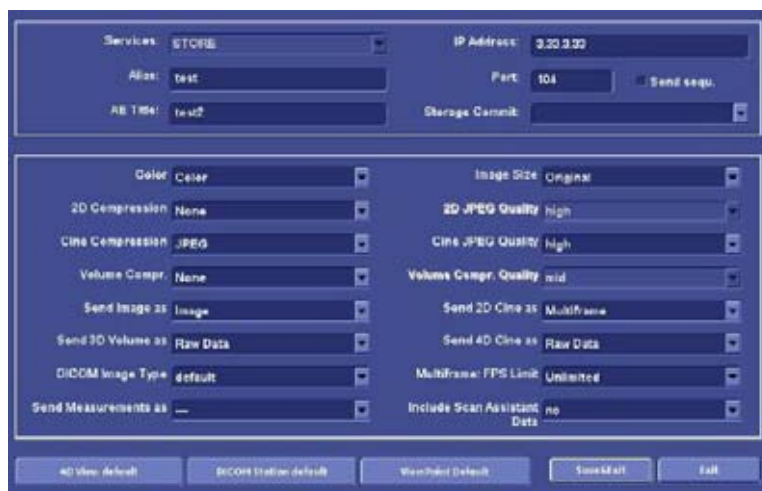 Services: STORE IP Address: 3.33.3.33
Alias: test Port: 104 Send sequ.
AE Title: test2 Storage Commit:
Color Color Image Size Original
2D Compression None 2D JPEG Quality high
Cine Compression JPEG Cine JPEG Quality high
Volume Compr. None Volume Compr. Quality mid
Send Image as Image Send 2D Cine as Multiframe
Send 3D Volume as Raw Data Send 4D Cine as Raw Data
DICOM Image Type default Multiframe: FPS Limit Unlimited
Send Measurements as --- Include Scan Assistant no
Data
4D View default DICOM Station default ViewPoint Default Save&Exit Exit